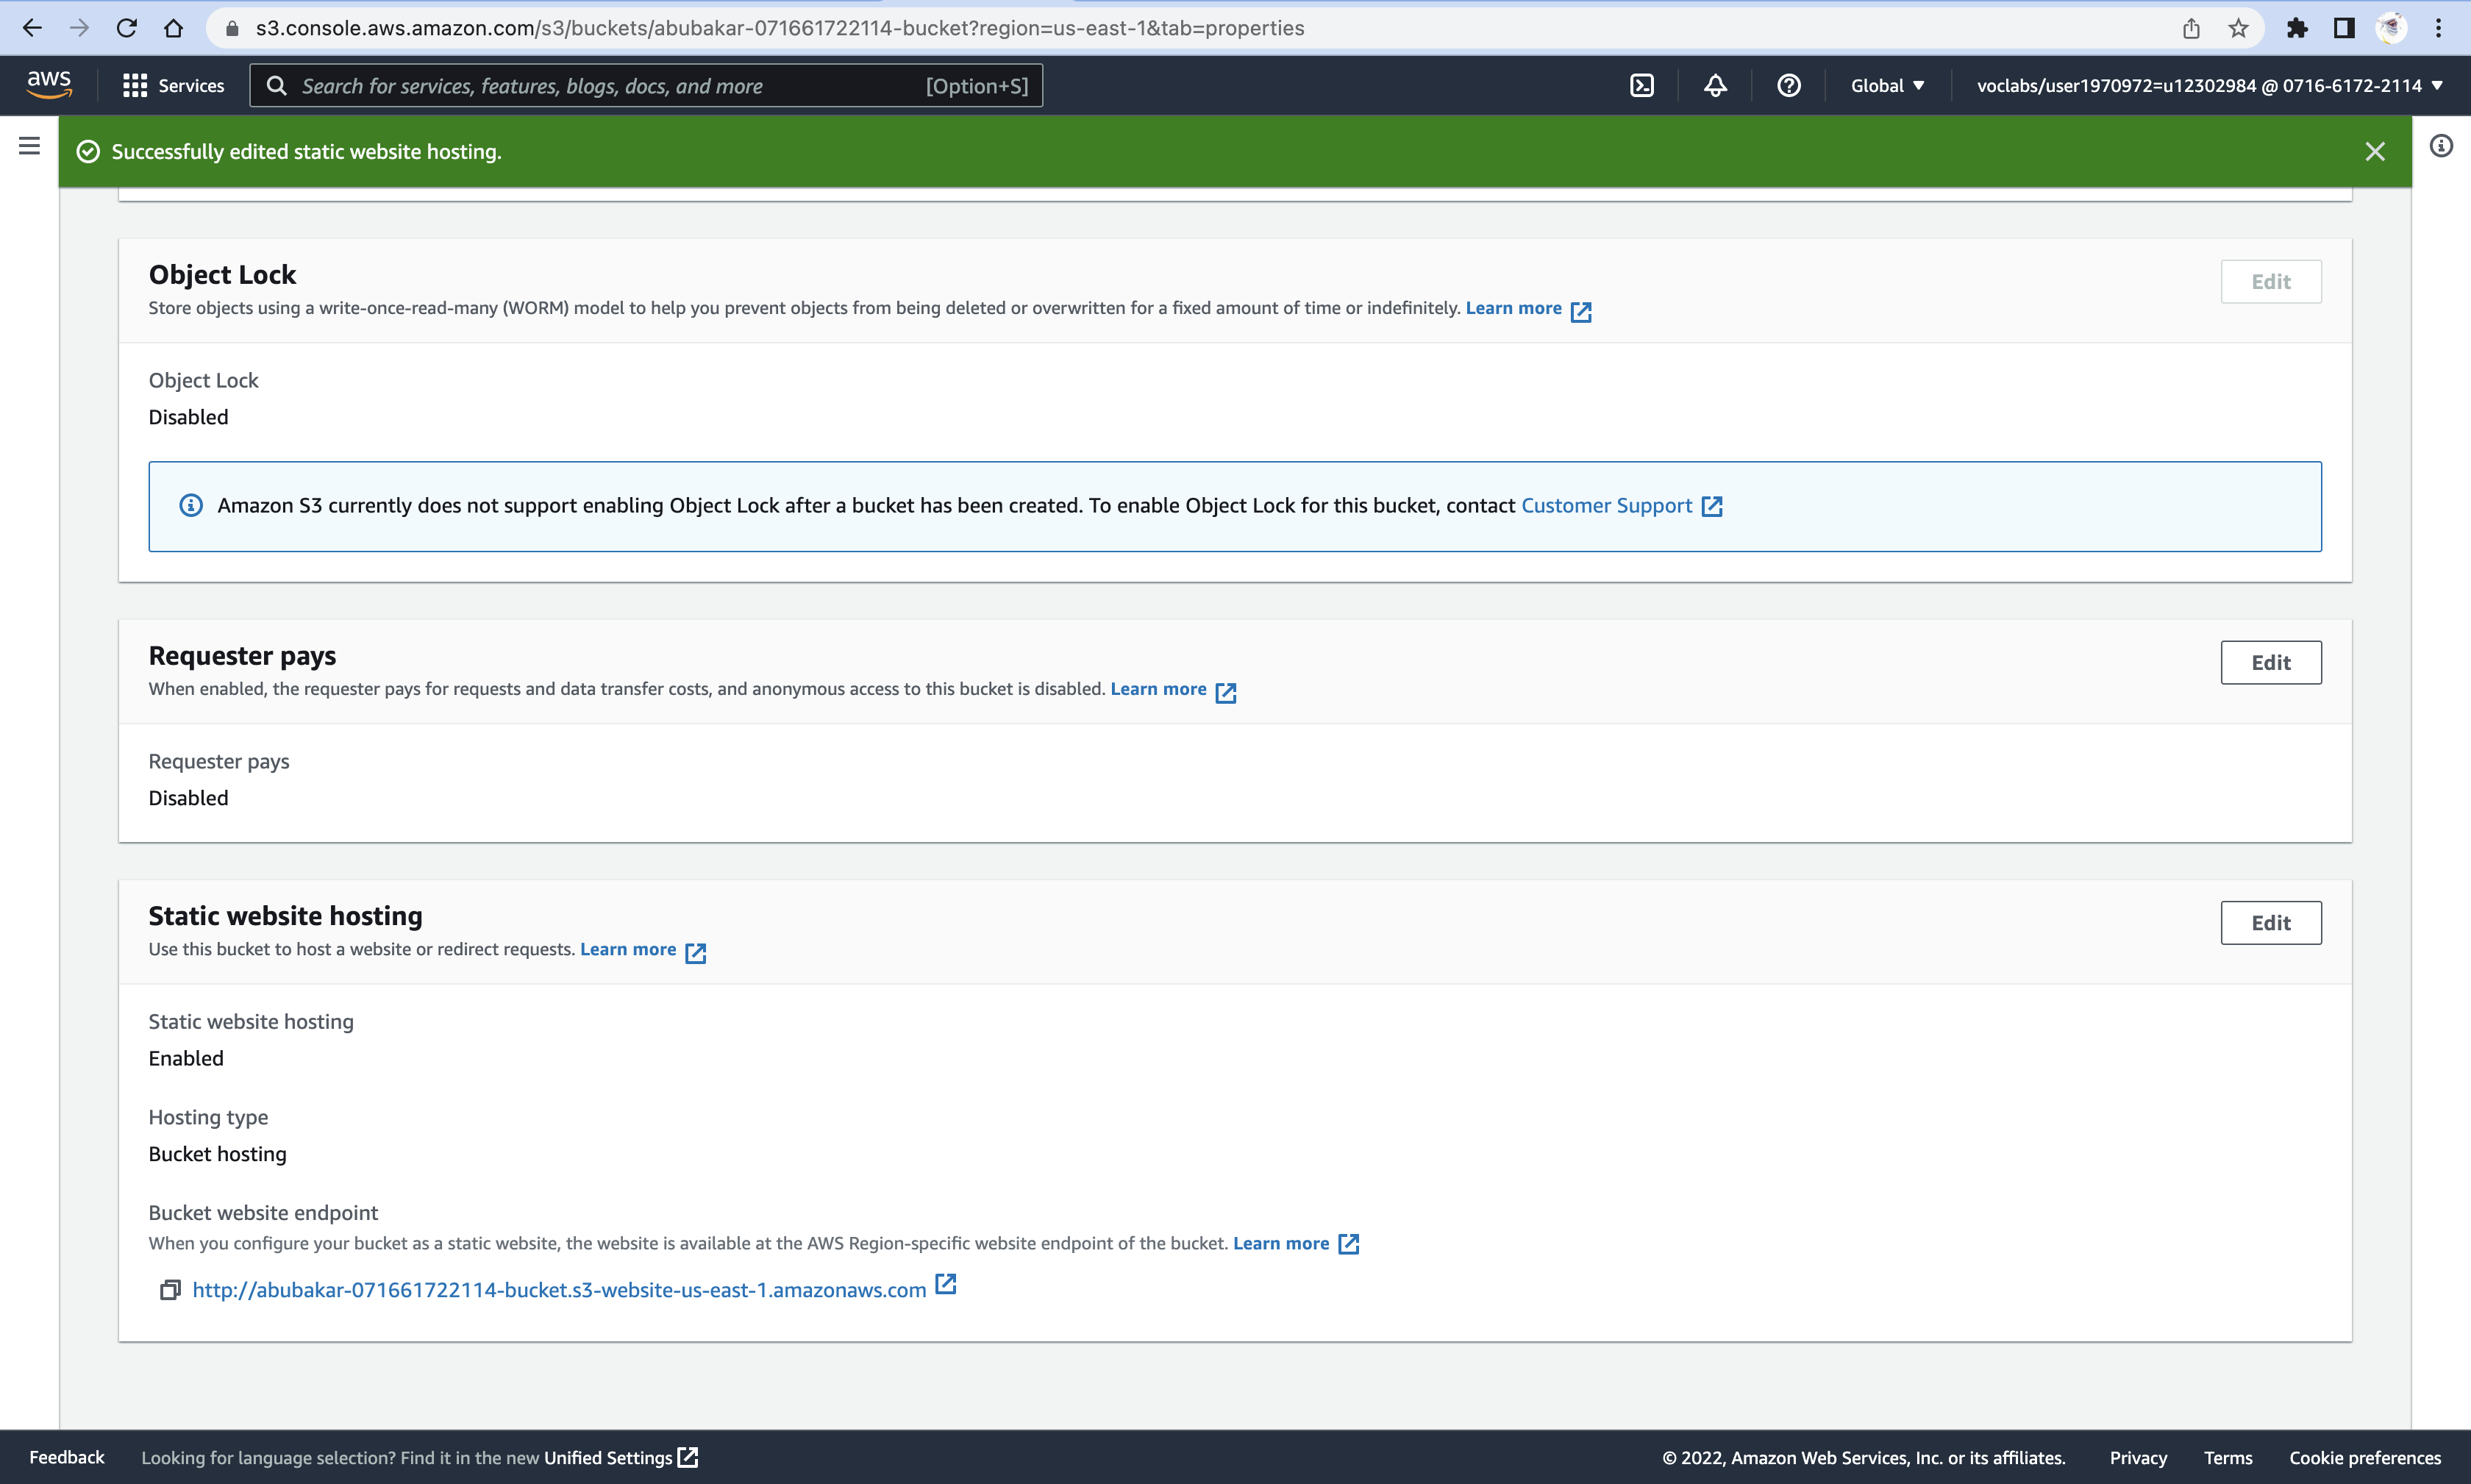 s3.console.aws.amazon.com/s3/buckets/abubakar-071661722114-bucket?region=us-east-1&tab=properties
aws Services Search for services, features, blogs, docs, and more [Option+S] Global voclabs/user1970972=u12302984 @ 0716-6172-2114
Successfully edited static website hosting.
Object Lock
Edit
Store objects using a write-once-read-many (WORM) model to help you prevent objects from being deleted or overwritten for a fixed amount of time or indefinitely. Learn more
Object Lock
Disabled
Amazon S3 currently does not support enabling Object Lock after a bucket has been created. To enable Object Lock for this bucket, contact Customer Support
Requester pays
Edit
When enabled, the requester pays for requests and data transfer costs, and anonymous access to this bucket is disabled. Learn more
Requester pays
Disabled
Static website hosting
Edit
Use this bucket to host a website or redirect requests. Learn more
Static website hosting
Enabled
Hosting type
Bucket hosting
Bucket website endpoint
When you configure your bucket as a static website, the website is available at the AWS Region-specific website endpoint of the bucket. Learn more
http://abubakar-071661722114-bucket.s3-website-us-east-1.amazonaws.com
Feedback Looking for language selection? Find it in the new Unified Settings © 2022, Amazon Web Services, Inc. or its affiliates. Privacy Terms Cookie preferences